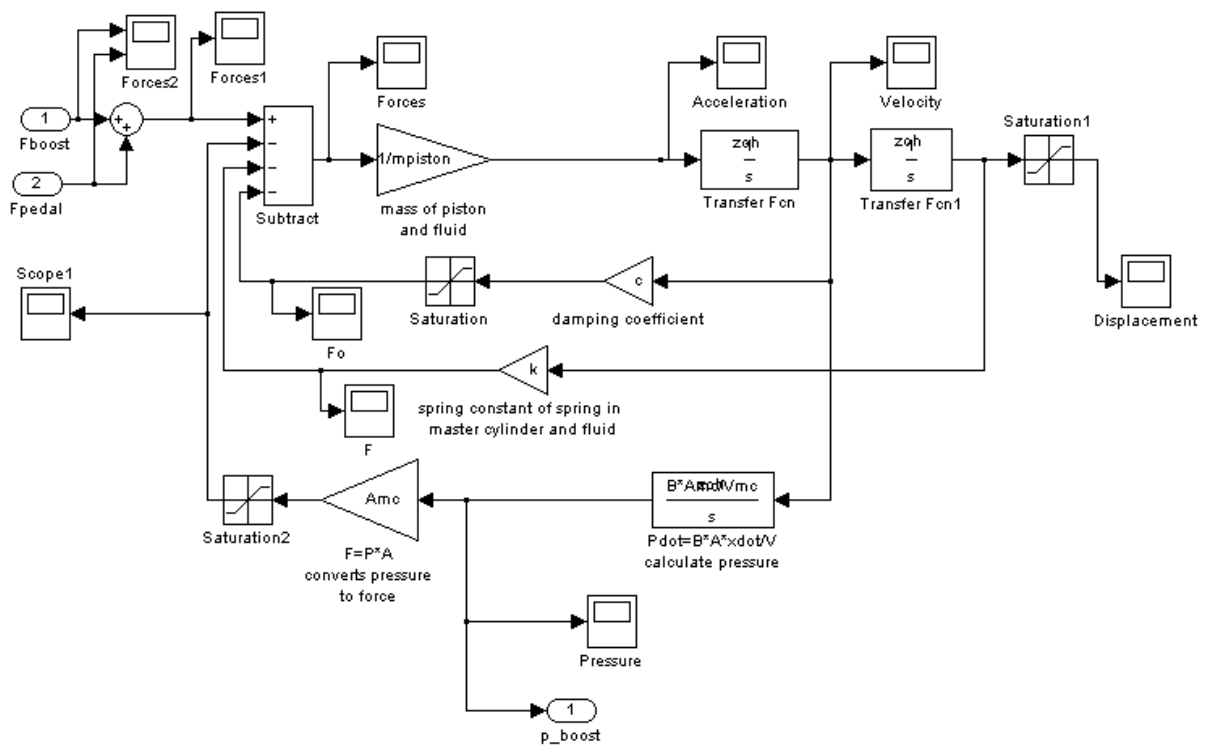 Forces2
Forces1
Forces
Acceleration
Velocity
Saturation1
1
Fboost
2
Fpedal
+
+
+
−
−
−
Subtract
1/mpiston
mass of piston
and fluid
s
Transfer Fcn
s
Transfer Fcn1
Scope1
Saturation
c
damping coefficient
Displacement
Fo
k
spring constant of spring in
master cylinder and fluid
F
Saturation2
Amc
F=P*A
converts pressure
to force
s
Pdot=B*A*xdot/V
calculate pressure
Pressure
1
p_boost